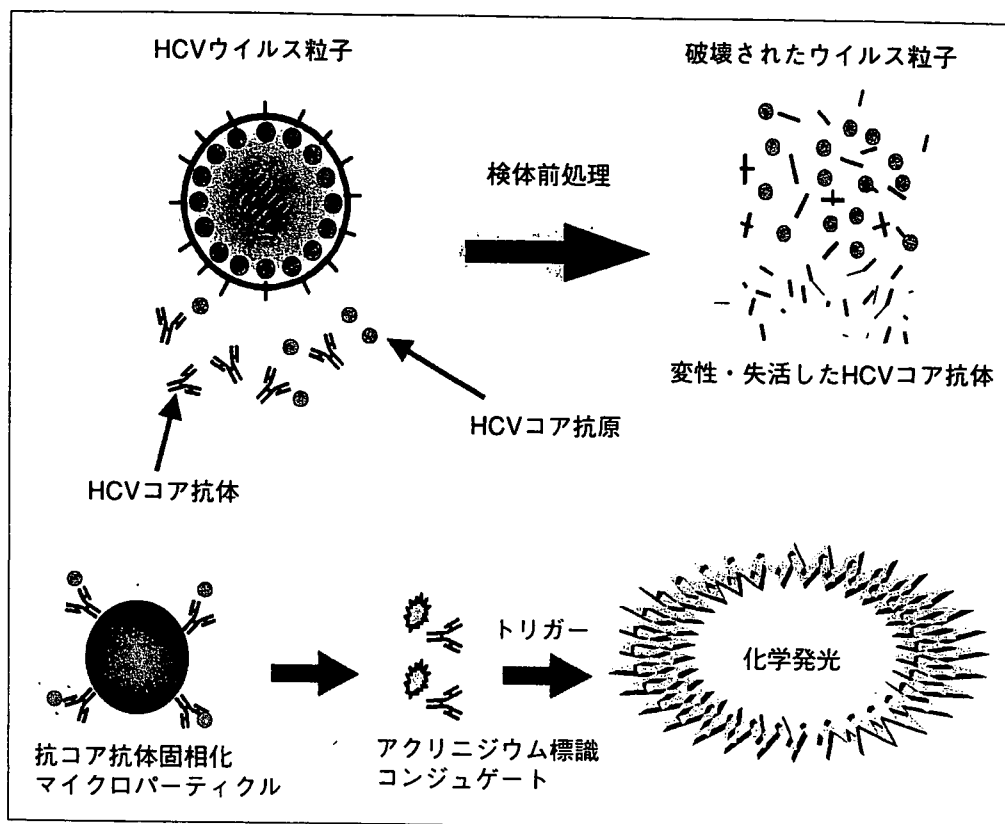 HCVウイルス粒子
破壊されたウイルス粒子
検体前処理
変性・失活したHCVコア抗体
HCVコア抗原
HCVコア抗体
トリガー
化学発光
抗コア抗体固相化
マイクロパーティクル
アクリニジウム標識
コンジュゲート